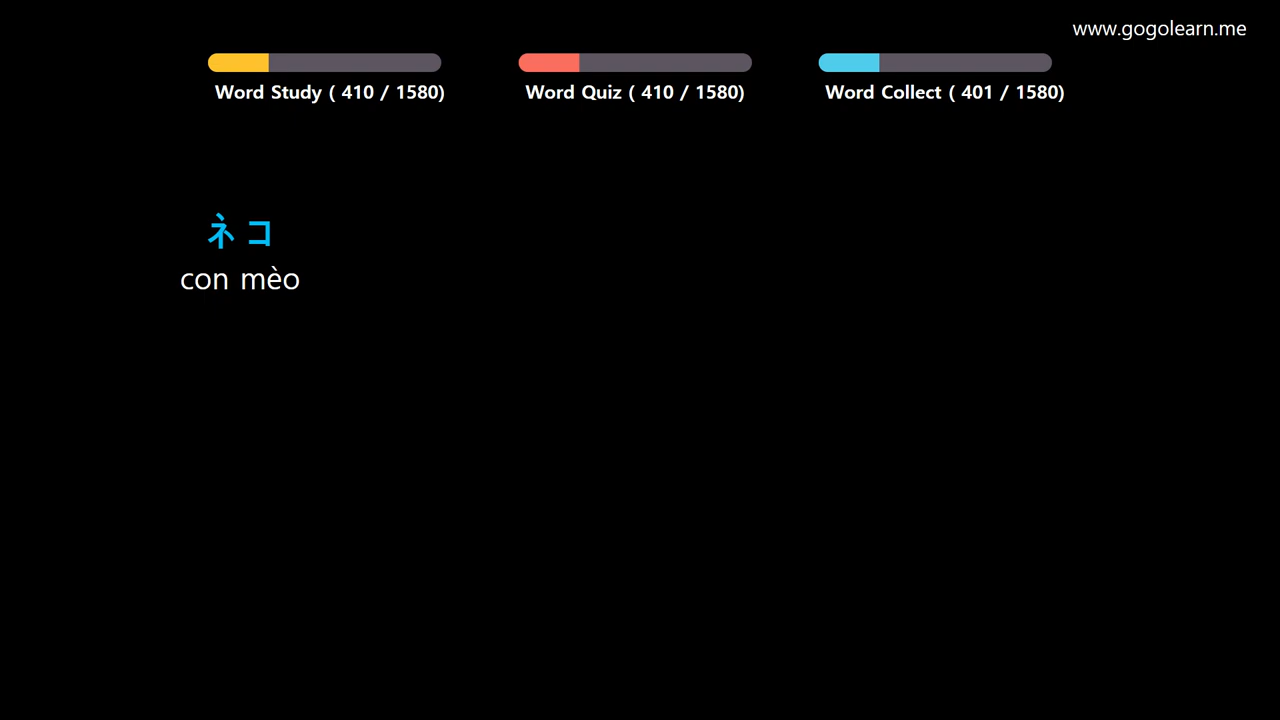 www.gogolearn.me
Word Study ( 410 / 1580)
Word Quiz ( 410 / 1580)
Word Collect ( 401 / 1580)
ネコ
con mèo